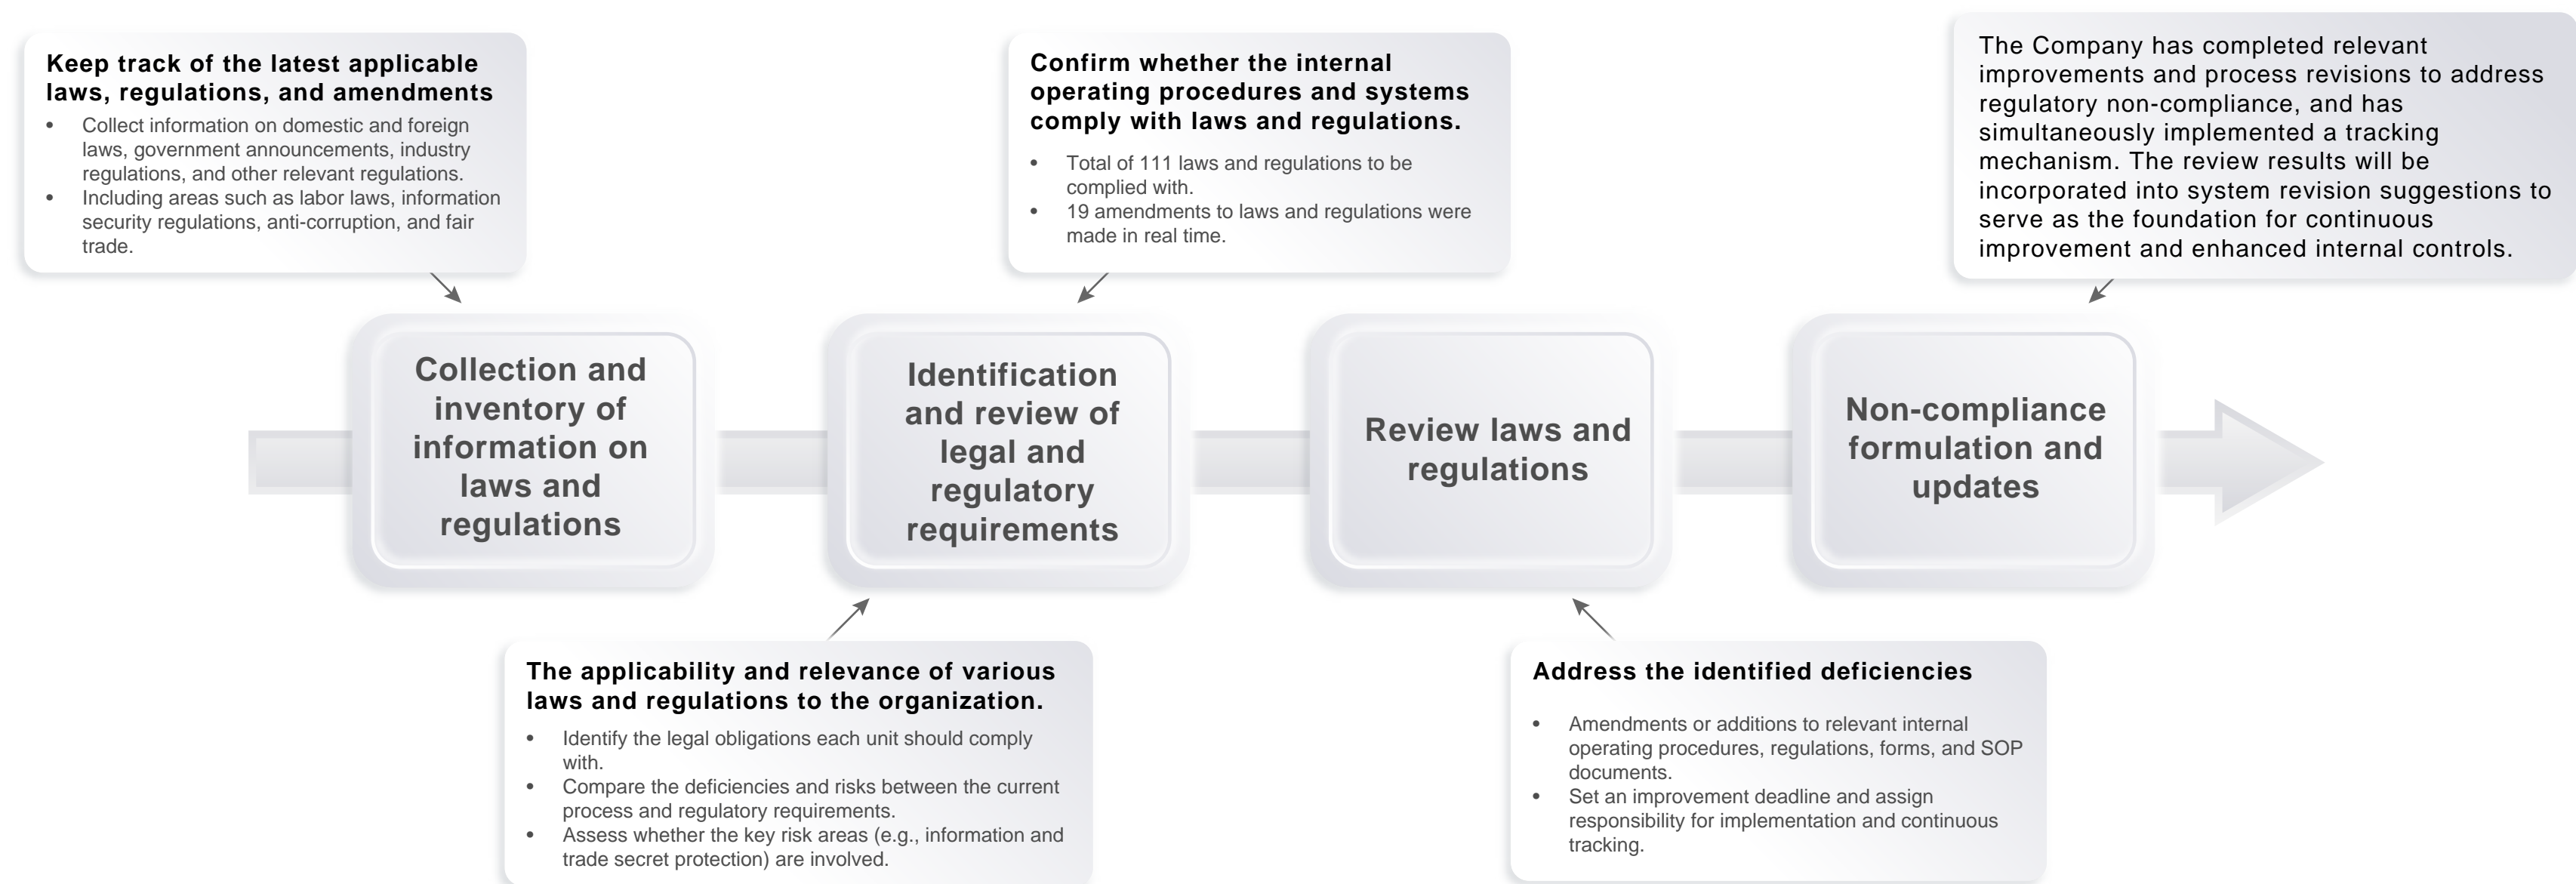 Keep track of the latest applicable
laws, regulations, and amendments
• Collect information on domestic and foreign
laws, government announcements, industry
regulations, and other relevant regulations.
• Including areas such as labor laws, information
security regulations, anti-corruption, and fair
trade.
Confirm whether the internal
operating procedures and systems
comply with laws and regulations.
• Total of 111 laws and regulations to be
complied with.
• 19 amendments to laws and regulations were
made in real time.
The Company has completed relevant
improvements and process revisions to address
regulatory non-compliance, and has
simultaneously implemented a tracking
mechanism. The review results will be
incorporated into system revision suggestions to
serve as the foundation for continuous
improvement and enhanced internal controls.
Collection and
inventory of
information on
laws and
regulations
Identification
and review of
legal and
regulatory
requirements
Review laws and
regulations
Non-compliance
formulation and
updates
The applicability and relevance of various
laws and regulations to the organization.
• Identify the legal obligations each unit should comply
with.
• Compare the deficiencies and risks between the current
process and regulatory requirements.
• Assess whether the key risk areas (e.g., information and
trade secret protection) are involved.
Address the identified deficiencies
• Amendments or additions to relevant internal
operating procedures, regulations, forms, and SOP
documents.
• Set an improvement deadline and assign
responsibility for implementation and continuous
tracking.